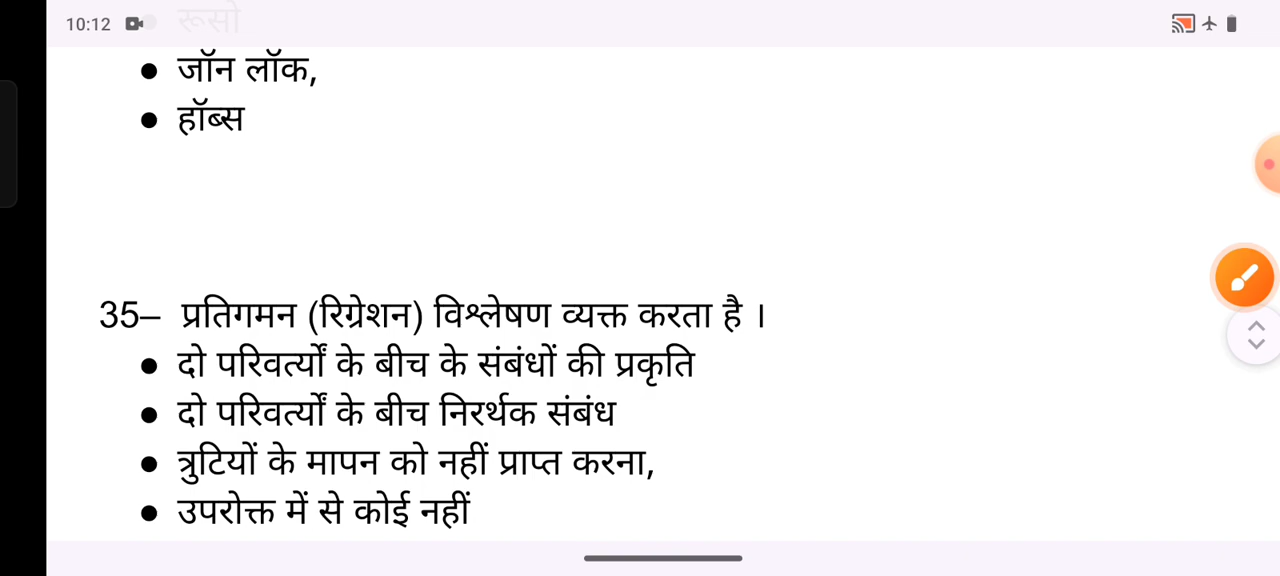 10:12
रूसो
● जॉन लॉक,
● हॉब्स
35– प्रतिगमन (रिग्रेशन) विश्लेषण व्यक्त करता है ।
● दो परिवर्त्यों के बीच के संबंधों की प्रकृति
● दो परिवर्त्यों के बीच निरर्थक संबंध
● त्रुटियों के मापन को नहीं प्राप्त करना,
● उपरोक्त में से कोई नहीं